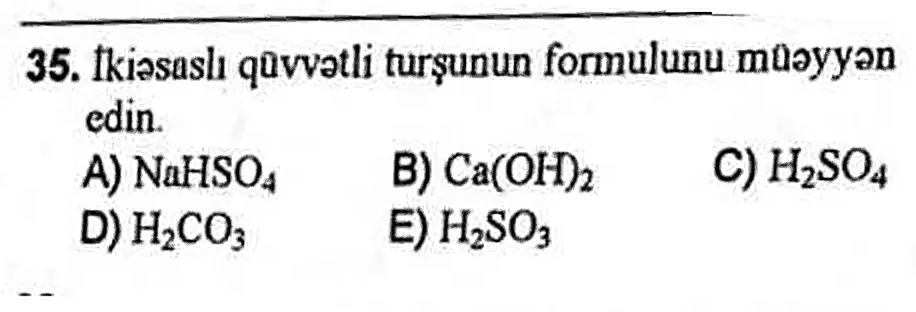 35. İkiəsaslı qüvvətli turşunun formulunu müəyyən
edin.
A) NaHSO₄ B) Ca(OH)₂ C) H₂SO₄
D) H₂CO₃ E) H₂SO₃